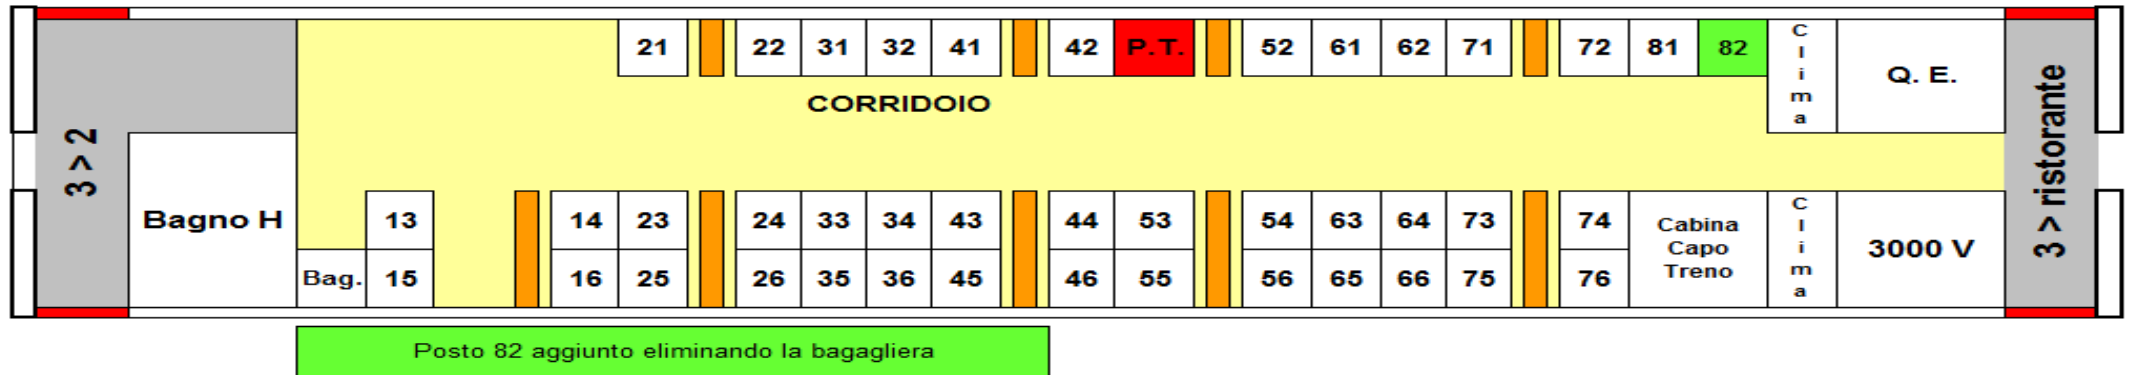 21 22 31 32 41 42 P.T. 52 61 62 71 72 81 82
Clima
Q. E.
CORRIDOIO
3 > 2
3 > ristorante
Bagno H
13 14 23 24 33 34 43 44 53 54 63 64 73 74
Bag. 15 16 25 26 35 36 45 46 55 56 65 66 75 76
Cabina
Capo
Treno
Clima
3000 V
Posto 82 aggiunto eliminando la bagagliera